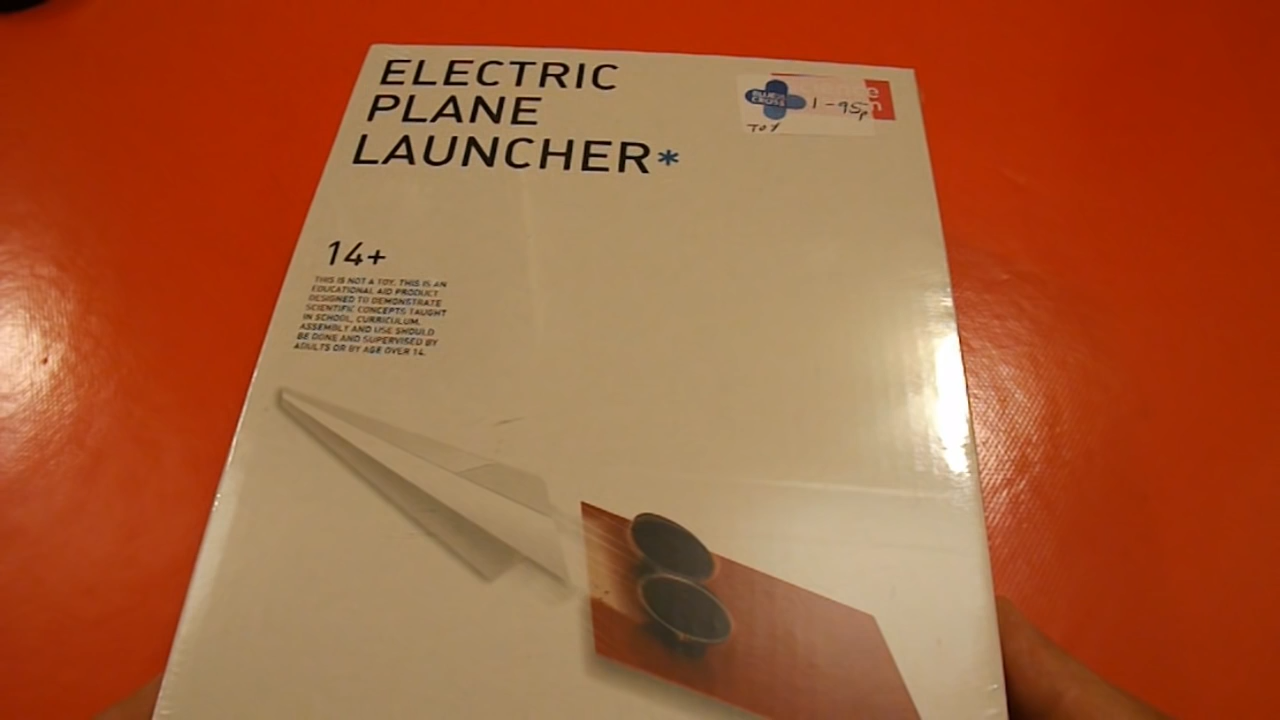 ELECTRIC
PLANE
LAUNCHER*
BLUE
CROSS
1-95p
TOY
14+
THIS IS NOT A TOY. THIS IS AN
EDUCATIONAL AID PRODUCT
DESIGNED TO DEMONSTRATE
SCIENTIFIC CONCEPTS TAUGHT
IN SCHOOL, CURRICULUM.
ASSEMBLY AND USE SHOULD
BE DONE AND SUPERVISED BY
ADULTS OR BY AGE OVER 14.